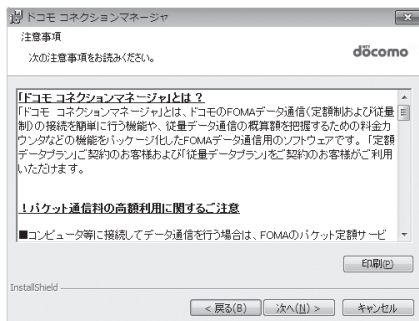 ドコモ コネクションマネージャ
注意事項
次の注意事項をお読みください。
döcomo
「ドコモ コネクションマネージャ」とは？
「ドコモ コネクションマネージャ」とは、ドコモのFOMAデータ通信(定額制および従量
制)の接続を簡単に行う機能や、従量データ通信の概算額を把握するための料金カ
ウンタなどの機能をパッケージ化したFOMAデータ通信用のソフトウェアです。「定額
データプラン」ご契約のお客様および「従量データプラン」をご契約のお客様がご利用
いただけます。
！パケット通信料の高額利用に関するご注意
■コンピュータ等に接続してデータ通信を行う場合は、FOMAのパケット定額サービ
印刷(P)
InstallShield
< 戻る(B)
次へ(N) >
キャンセル